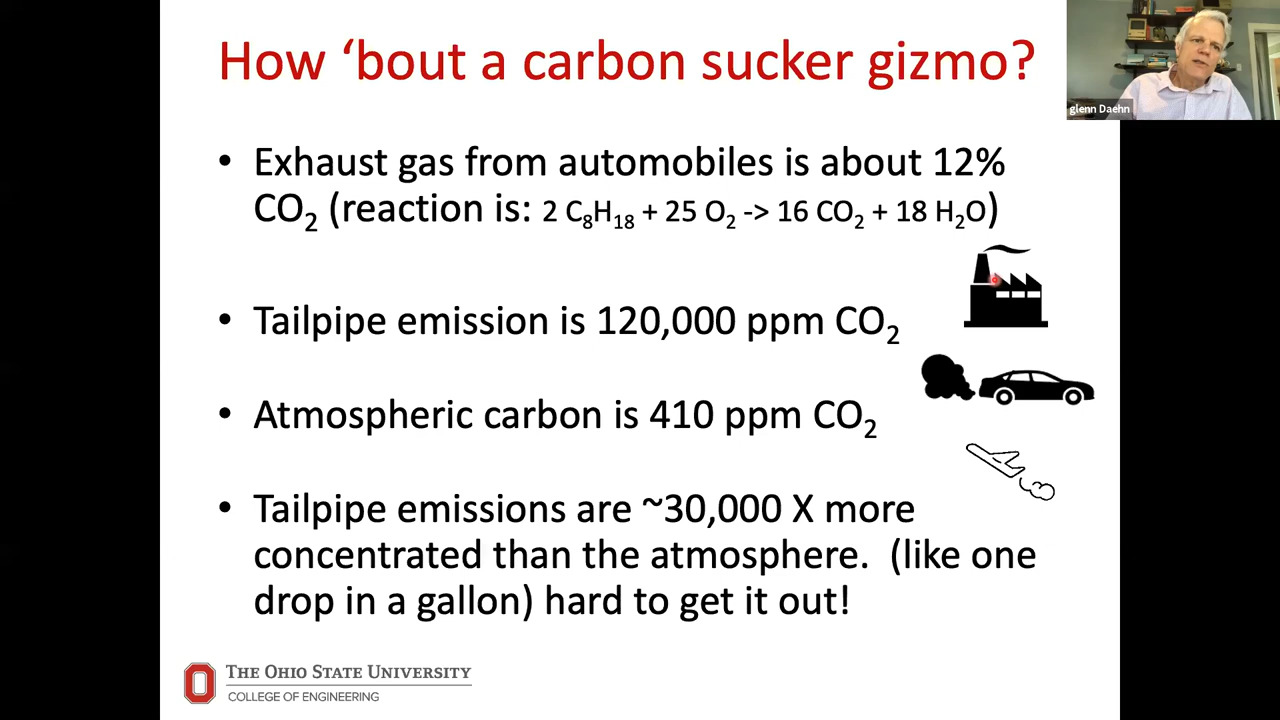 How ‘bout a carbon sucker gizmo?
glenn Daehn
• Exhaust gas from automobiles is about 12%
CO₂ (reaction is: 2 C₈H₁₈ + 25 O₂ -> 16 CO₂ + 18 H₂O)
• Tailpipe emission is 120,000 ppm CO₂
• Atmospheric carbon is 410 ppm CO₂
• Tailpipe emissions are ~30,000 X more
concentrated than the atmosphere. (like one
drop in a gallon) hard to get it out!
THE OHIO STATE UNIVERSITY
COLLEGE OF ENGINEERING